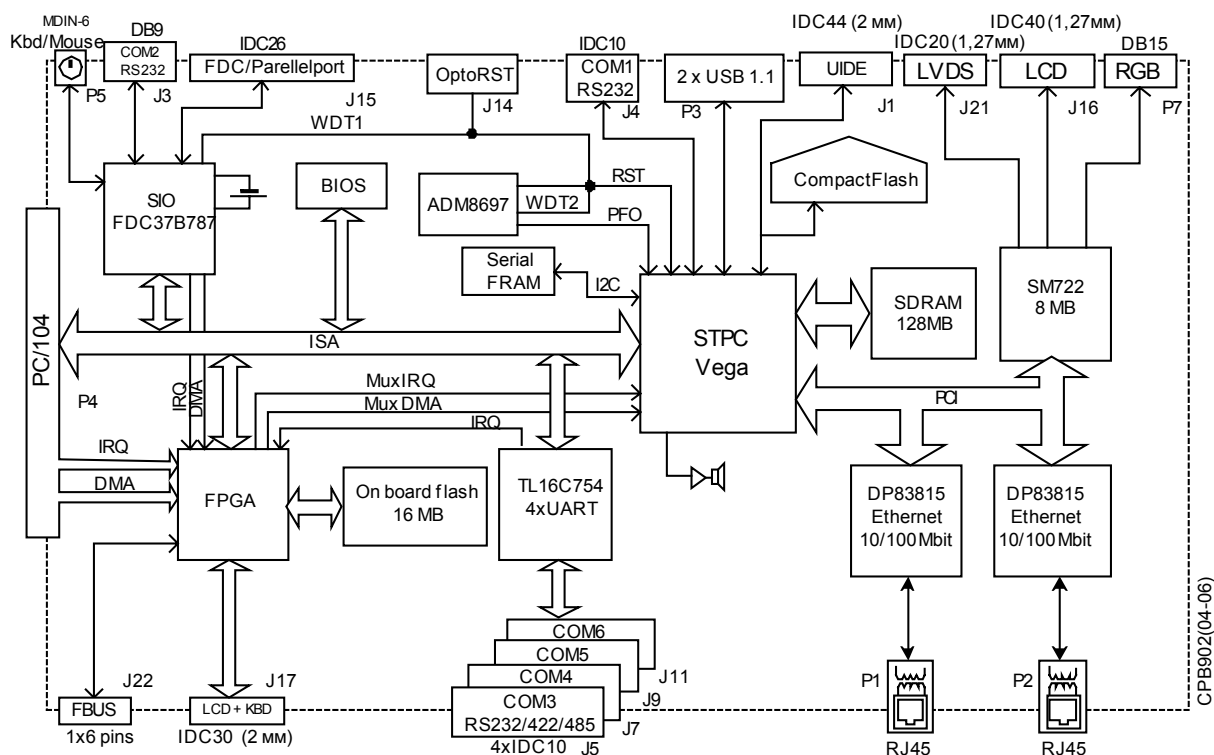 MDIN-6
Kbd/Mouse
P5
DB9
COM2
RS232
J3
IDC26
FDC/Parellelport
J15
OptoRST
J14
IDC10
COM1
RS232
J4
2 x USB 1.1
P3
IDC44 (2 мм)
UIDE
J1
IDC20 (1,27мм)
LVDS
J21
IDC40 (1,27мм)
LCD
J16
DB15
RGB
P7
WDT1
SIO
FDC37B787
BIOS
ADM8697
RST
WDT2
PFO
CompactFlash
Serial
FRAM
I2C
STPC
Vega
SDRAM
128MB
SM722
8 MB
PC/104
P4
ISA
IRQ
DMA
MuxIRQ
MuxDMA
IRQ
PCI
IRQ
DMA
FPGA
On board flash
16 MB
TL16C754
4xUART
DP83815
Ethernet
10/100Mbit
DP83815
Ethernet
10/100Mbit
COM6
COM5
COM4
COM3
RS232/422/485
J11
J9
J7
J5
4xIDC10
J22
FBUS
1x6 pins
J17
LCD + KBD
IDC30 (2 мм)
P1
RJ45
P2
RJ45
CPB902(04-06)